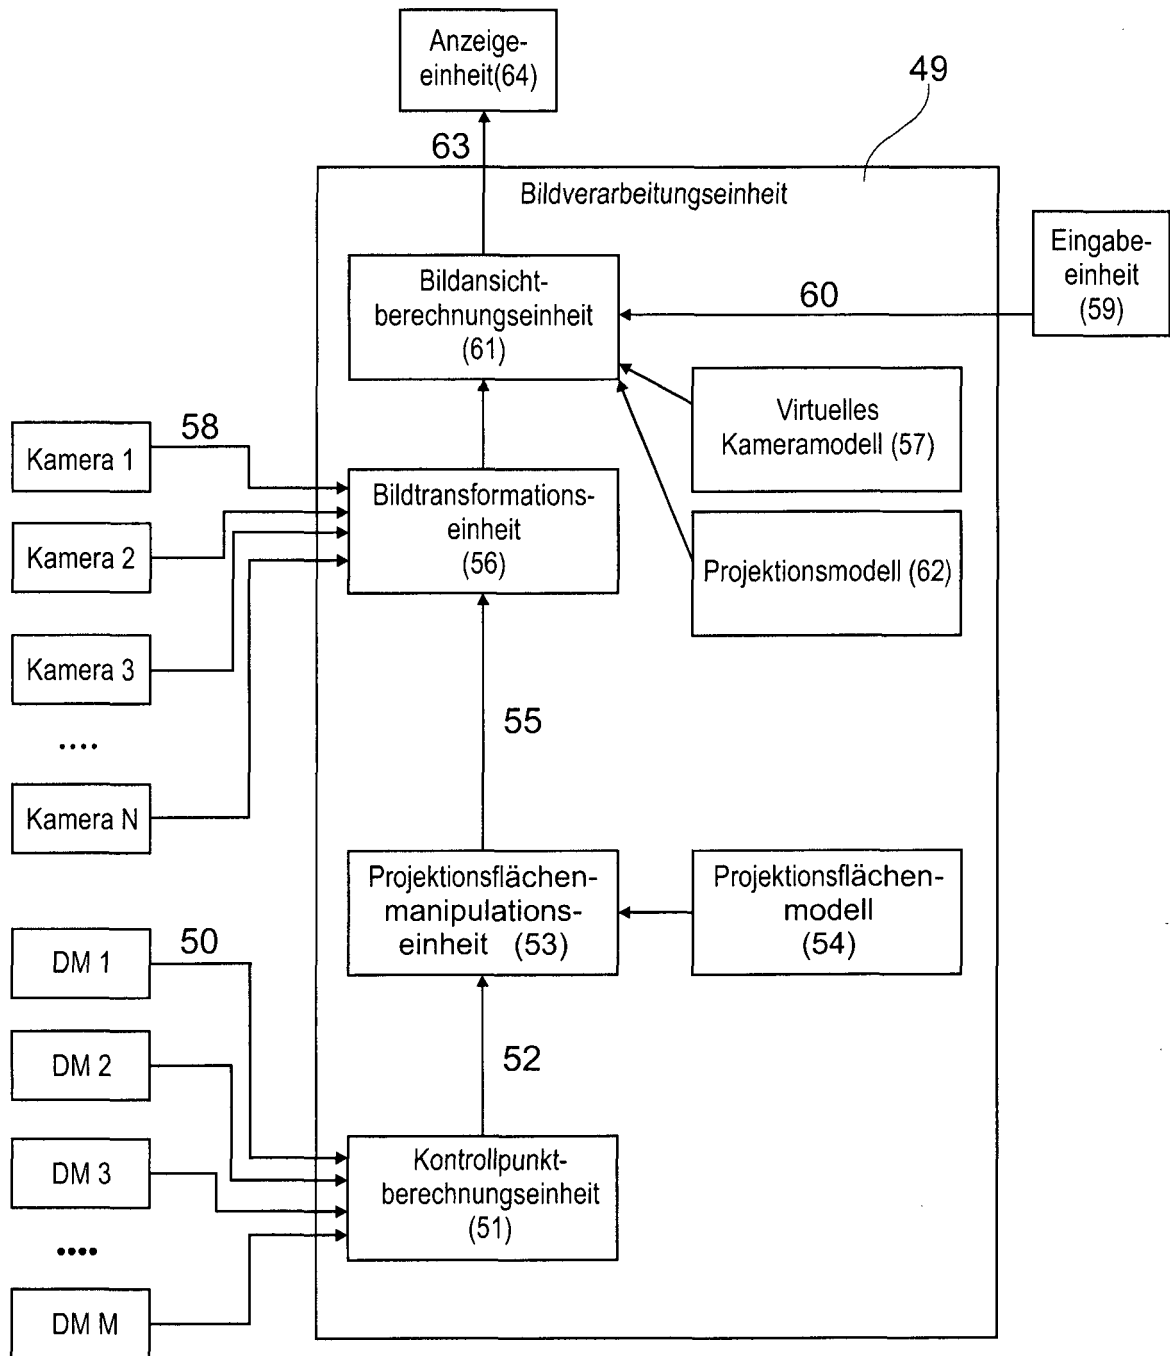 Anzeige-
einheit(64)
49
63
Bildverarbeitungseinheit
Eingabe-
einheit
(59)
Bildansicht-
berechnungseinheit
(61)
60
Virtuelles
Kameramodell (57)
58
Kamera 1
Bildtransformations-
einheit
(56)
Kamera 2
Projektionsmodell (62)
Kamera 3
....
55
Kamera N
Projektionsflächen-
manipulations-
einheit (53)
Projektionsflächen-
modell
(54)
50
DM 1
DM 2
52
DM 3
Kontrollpunkt-
berechnungseinheit
(51)
....
DM M